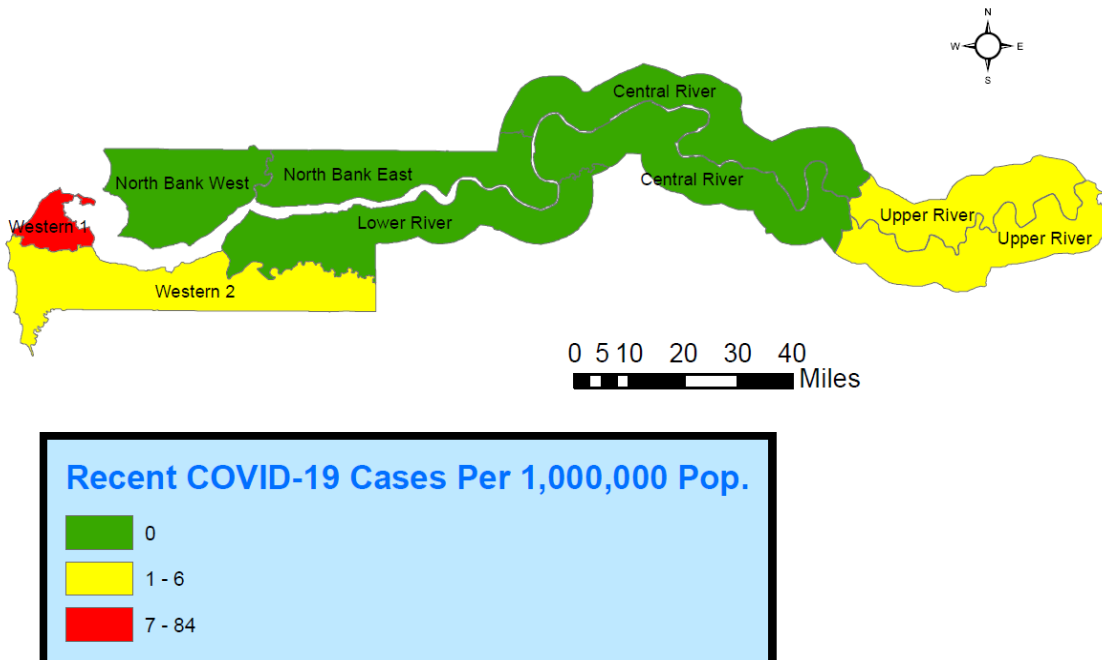 N
W E
S
Central River
North Bank West
North Bank East
Central River
Western 1
Lower River
Upper River
Upper River
Western 2
0 5 10 20 30 40
Miles
Recent COVID-19 Cases Per 1,000,000 Pop.
0
1 - 6
7 - 84